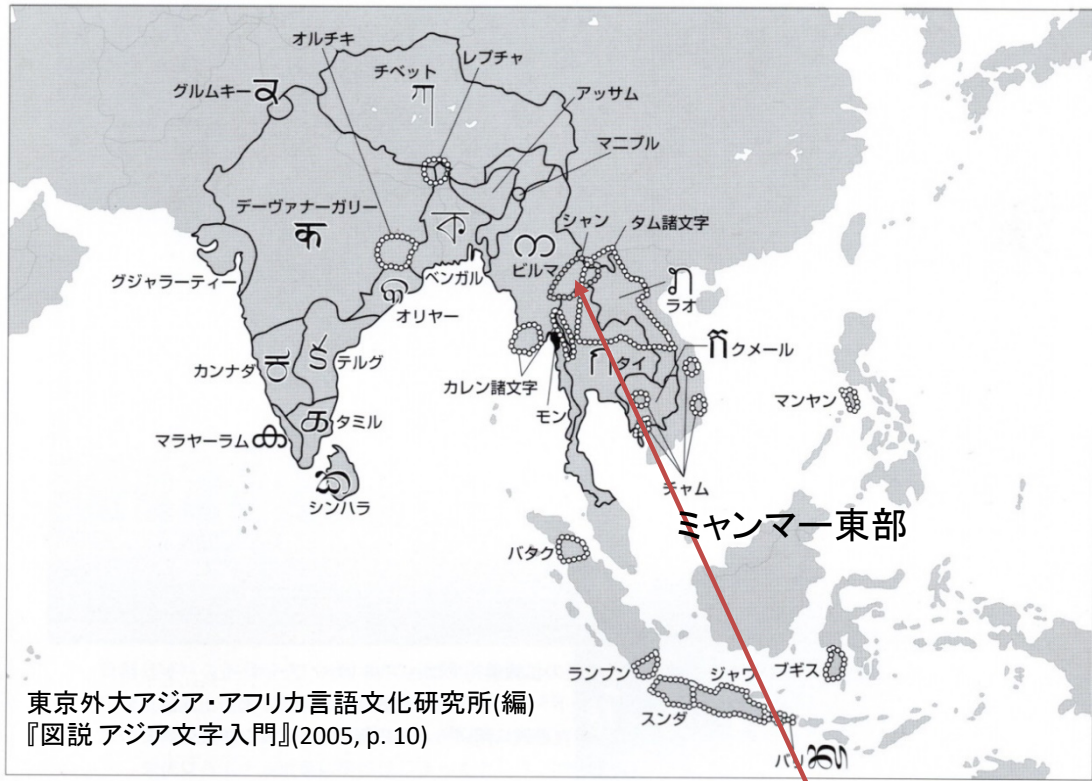 オルチキ
レプチャ
チベット
ཀ
グルムキー
ਕ
アッサム
マニプル
デーヴァナーガリー
क
シャン
タム諸文字
ক
က
ビルマ
ベンガル
グジャラーティー
ラオ
ກ
オリヤー
କ
クメール
ក
カンナダ
ಕ
テルグ
క
カレン諸文字
タイ
ก
マンヤン
モン
タミル
க
マラヤーラム
ക
チャム
シンハラ
ක
ミャンマー東部
バタク
ランプン
ジャワ
ブギス
スンダ
東京外大アジア・アフリカ言語文化研究所(編)
『図説 アジア文字入門』(2005, p. 10)
バリ
ᬓ